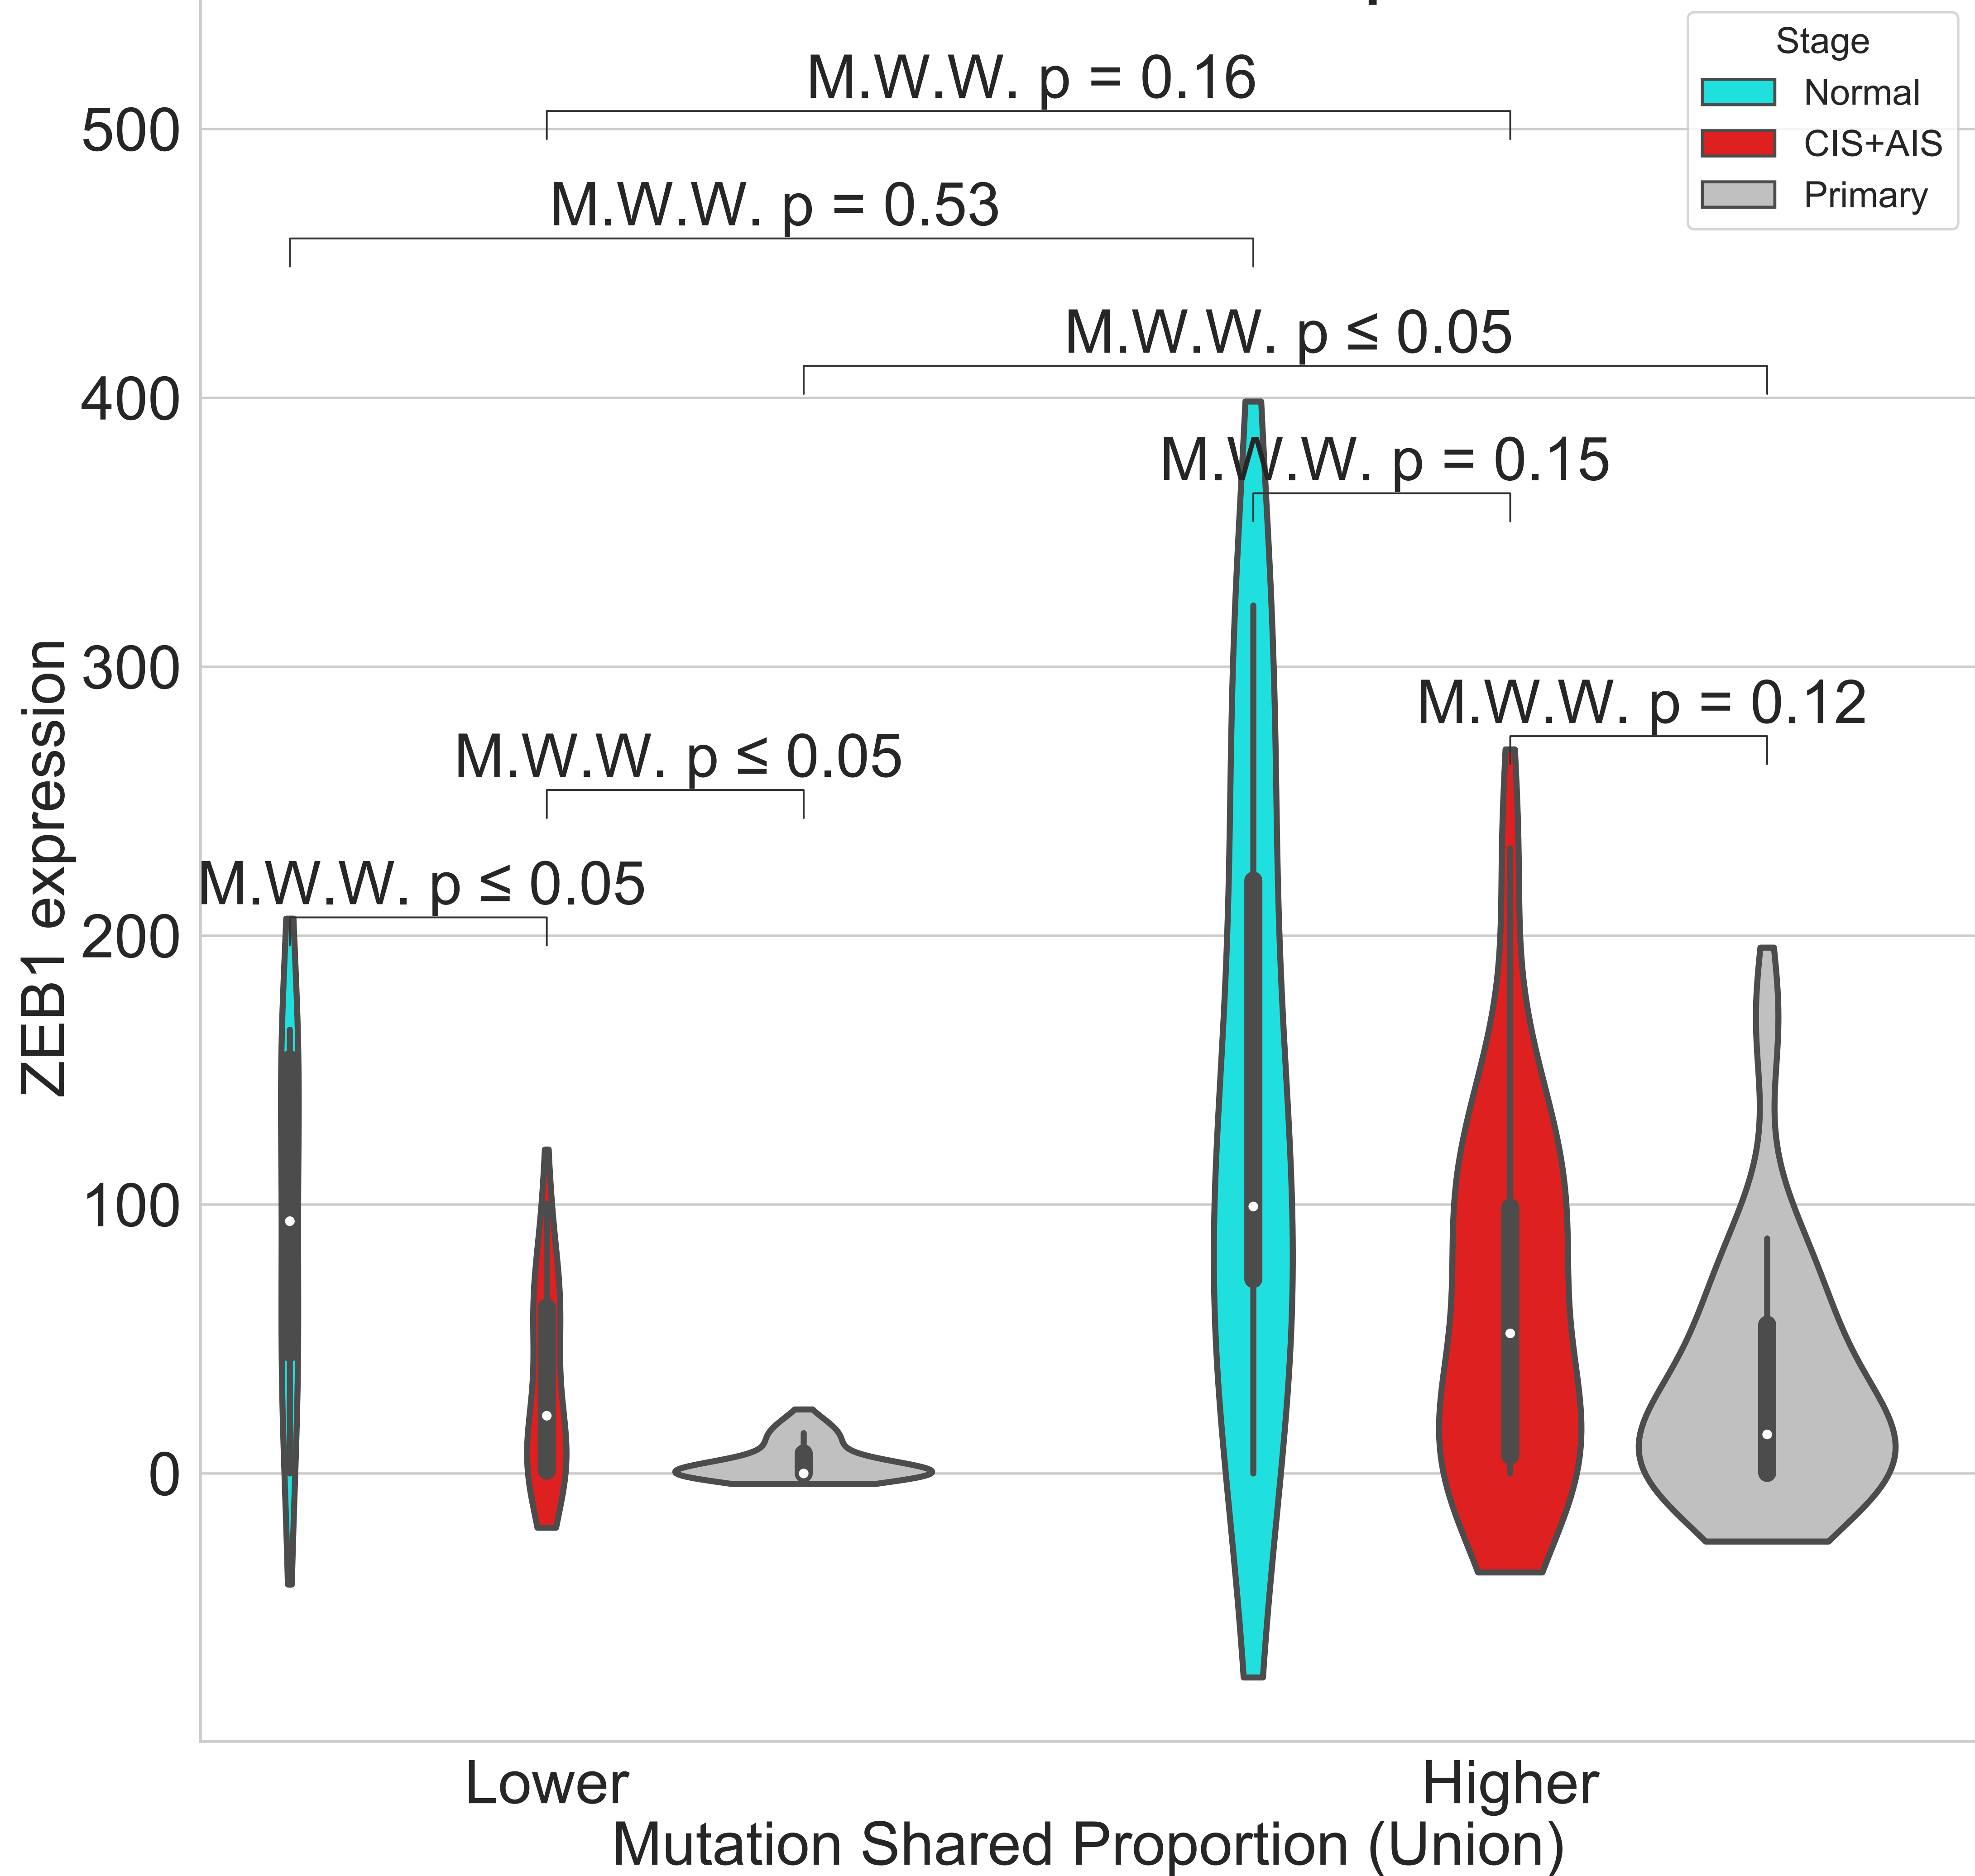 Stage
Normal
CIS+AIS
Primary
M.W.W. p = 0.16
500
M.W.W. p = 0.53
M.W.W. p ≤ 0.05
400
M.W.W. p = 0.15
300
M.W.W. p = 0.12
M.W.W. p ≤ 0.05
M.W.W. p ≤ 0.05
200
100
0
ZEB1 expression
Lower
Higher
Mutation Shared Proportion (Union)